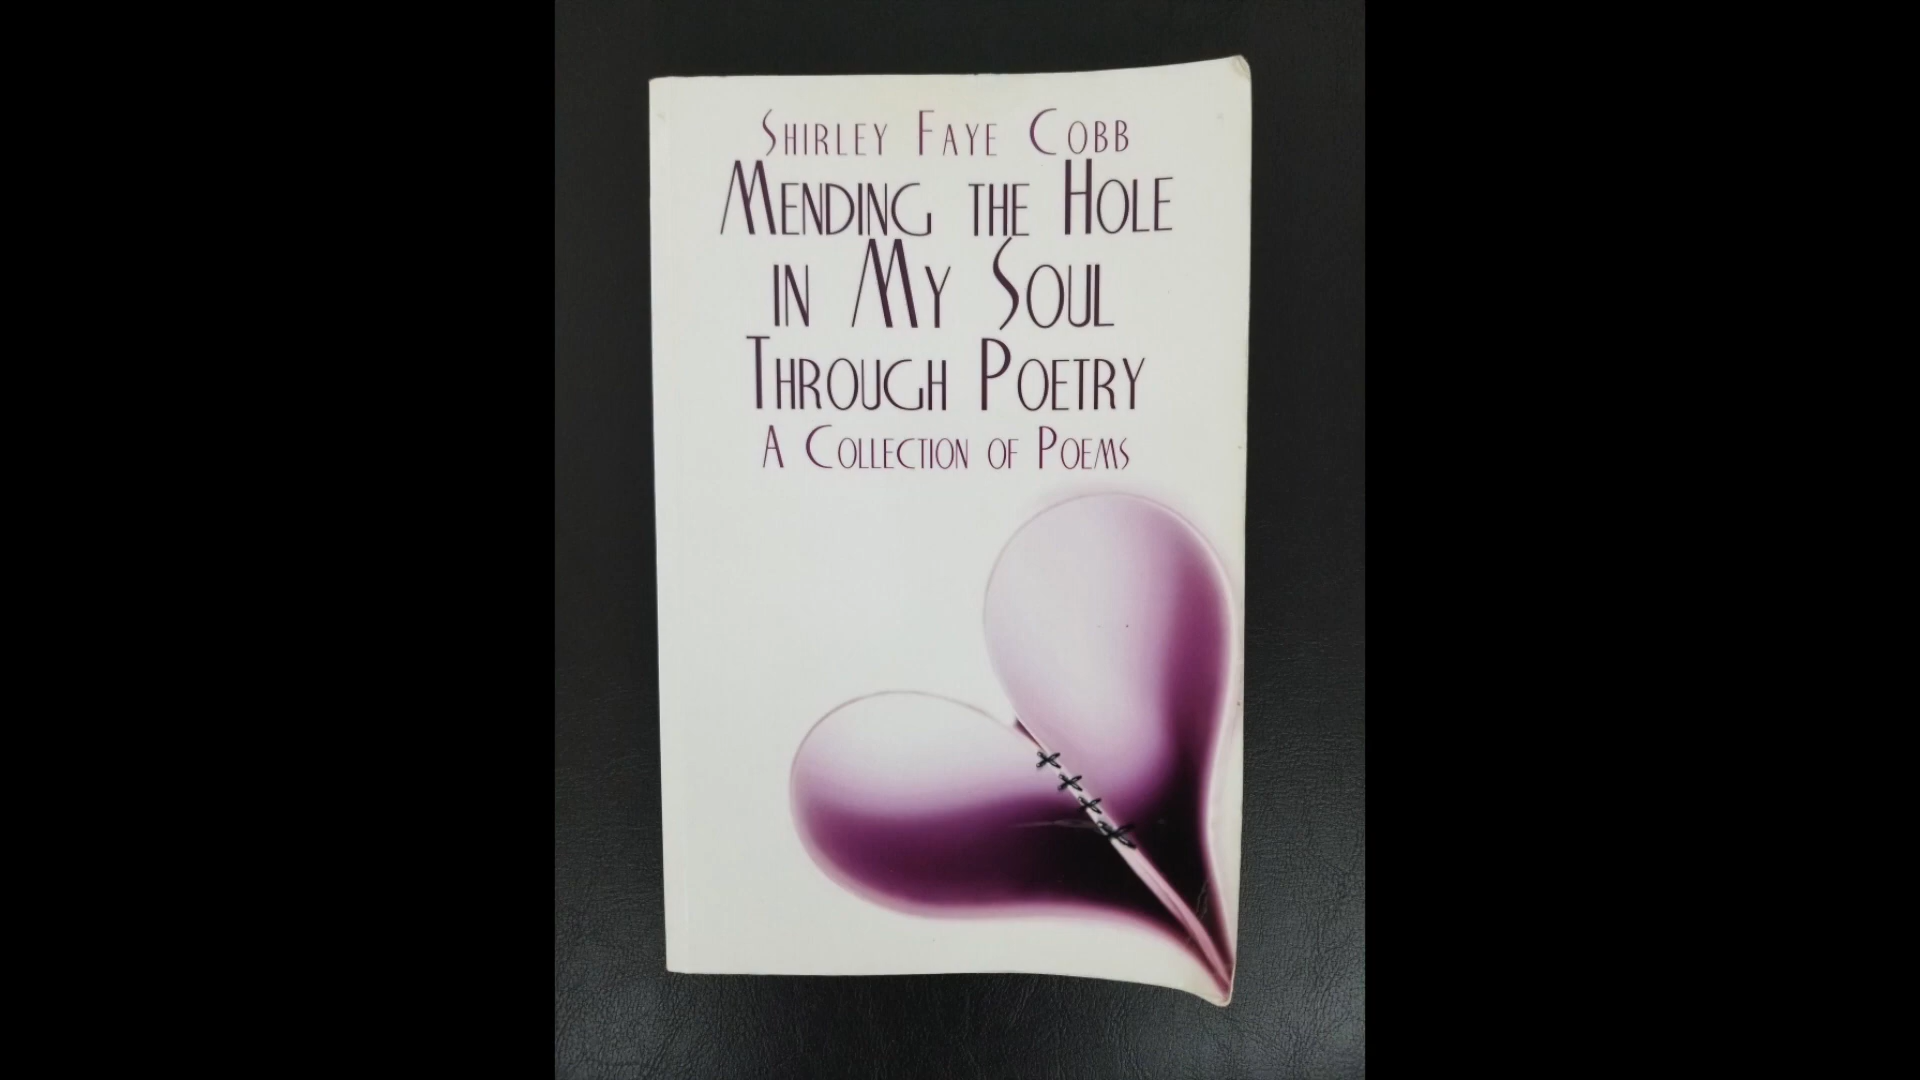 Shirley Faye Cobb
Mending the Hole
in My Soul
Through Poetry
A Collection of Poems